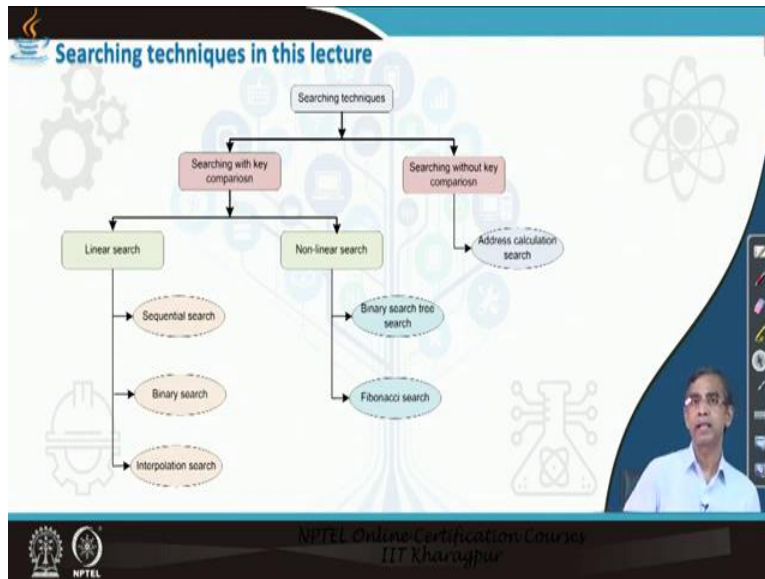 Searching techniques in this lecture
Searching techniques
Searching with key
ompariosn
Searching without key
compariosn
Linear search
Non-linear search
Address calculation
search
Sequential search
Binary search tree
search
Binary search
Fibonacci search
Interpolation search
NPTEL Online Certification Courses
IIT Kharagpur
NPTEL